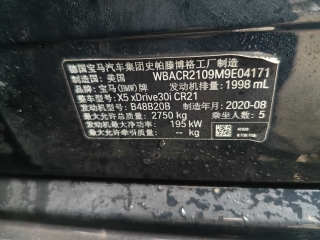 德国宝马汽车集团史帕滕博格工厂制造
制造国：美国 WBACR2109M9E04171
品牌：宝马(BMW)牌 发动机排量：1998 mL
整车型号：X5 xDrive30i CR21
发动机型号：B48B20B 制造年月：2020-08
最大允许总质量：2750 kg 乘坐人数：5
发动机最大净功率：195 kW
最大允许牵引质量：-- kg